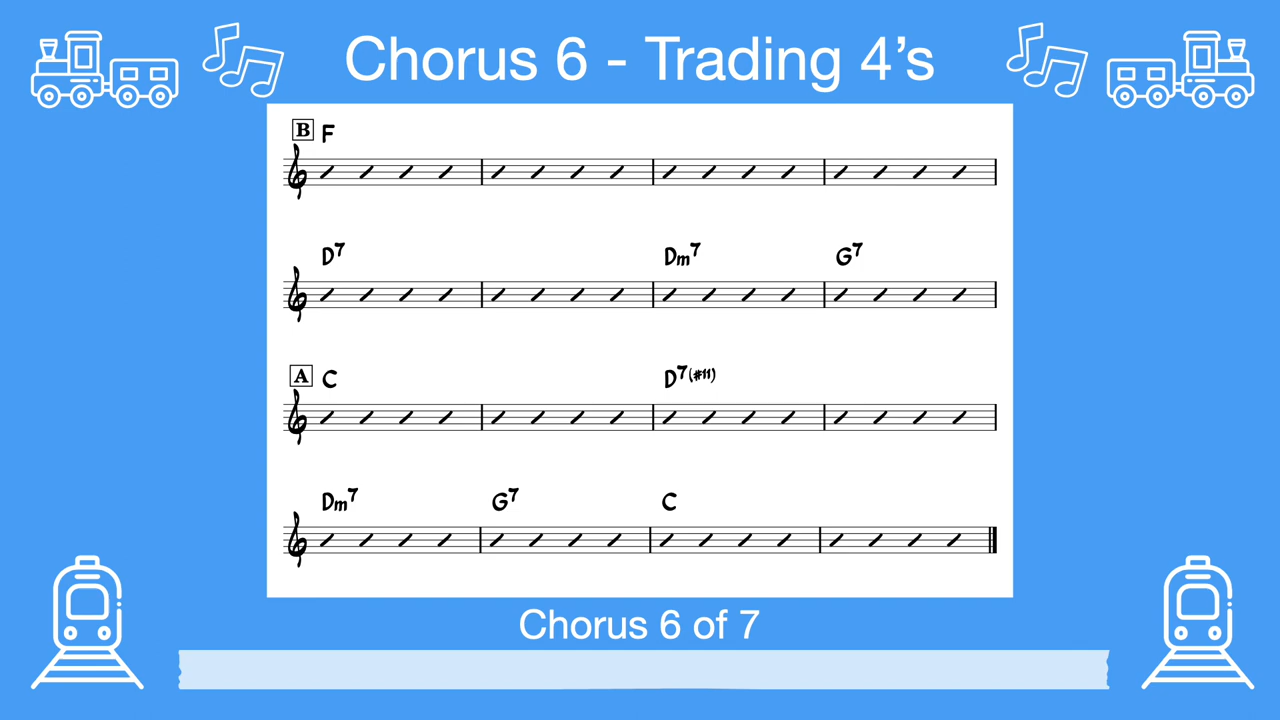 Chorus 6 - Trading 4’s
B F
D7 Dm7 G7
A C D7(#11)
Dm7 G7 C
Chorus 6 of 7